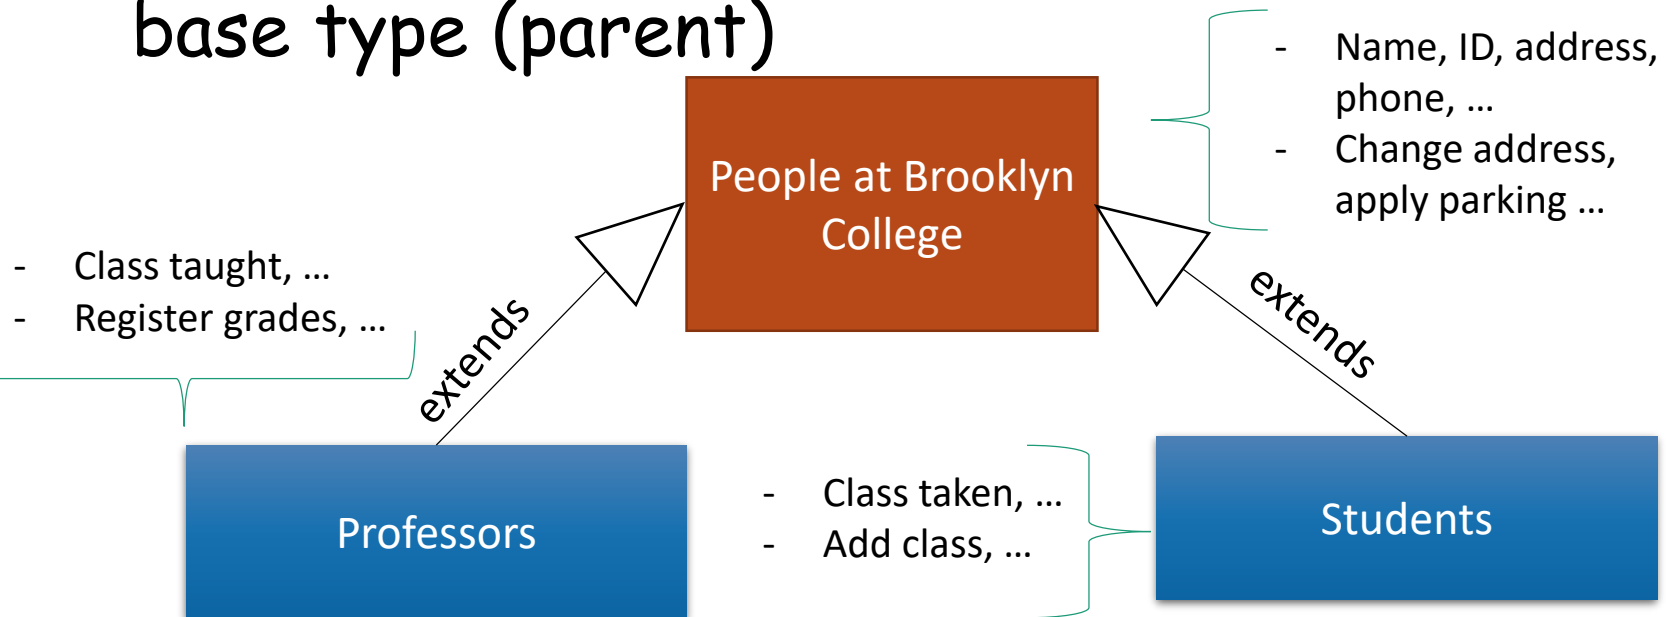 base type (parent)
- Name, ID, address,
phone, …
- Change address,
apply parking …
People at Brooklyn
College
- Class taught, …
- Register grades, …
extends
extends
Professors
- Class taken, …
- Add class, …
Students